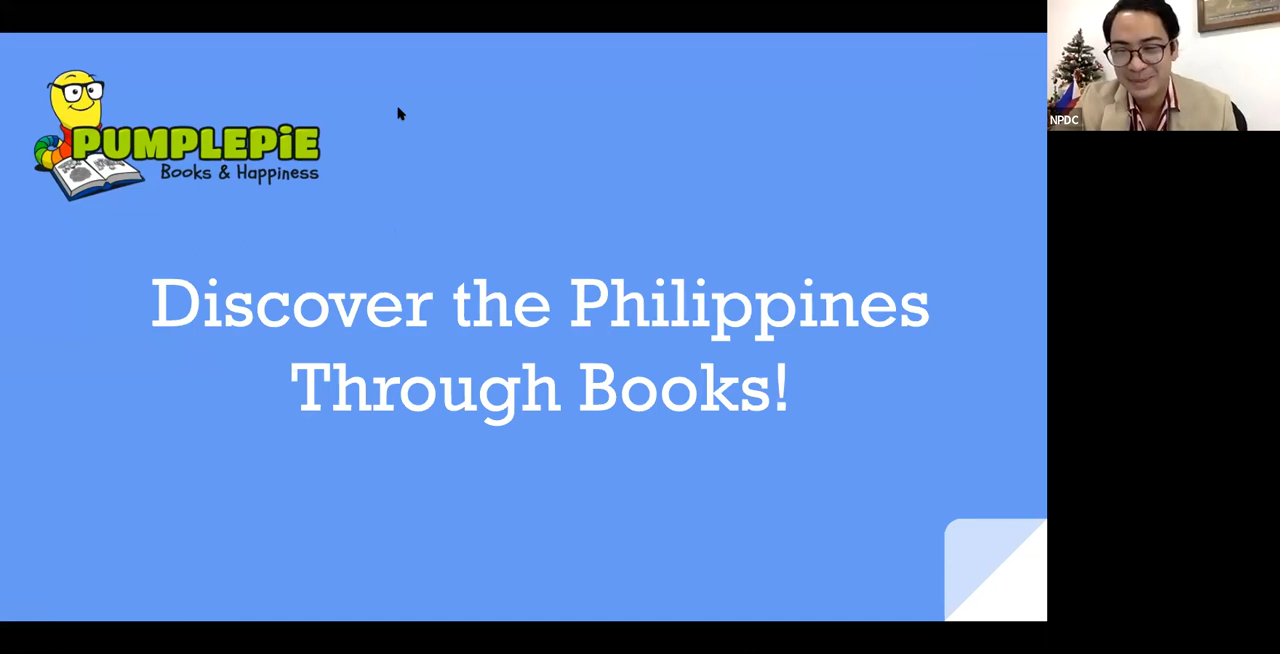 PUMPLEPiE
Books & Happiness
Discover the Philippines
Through Books!
NPDC